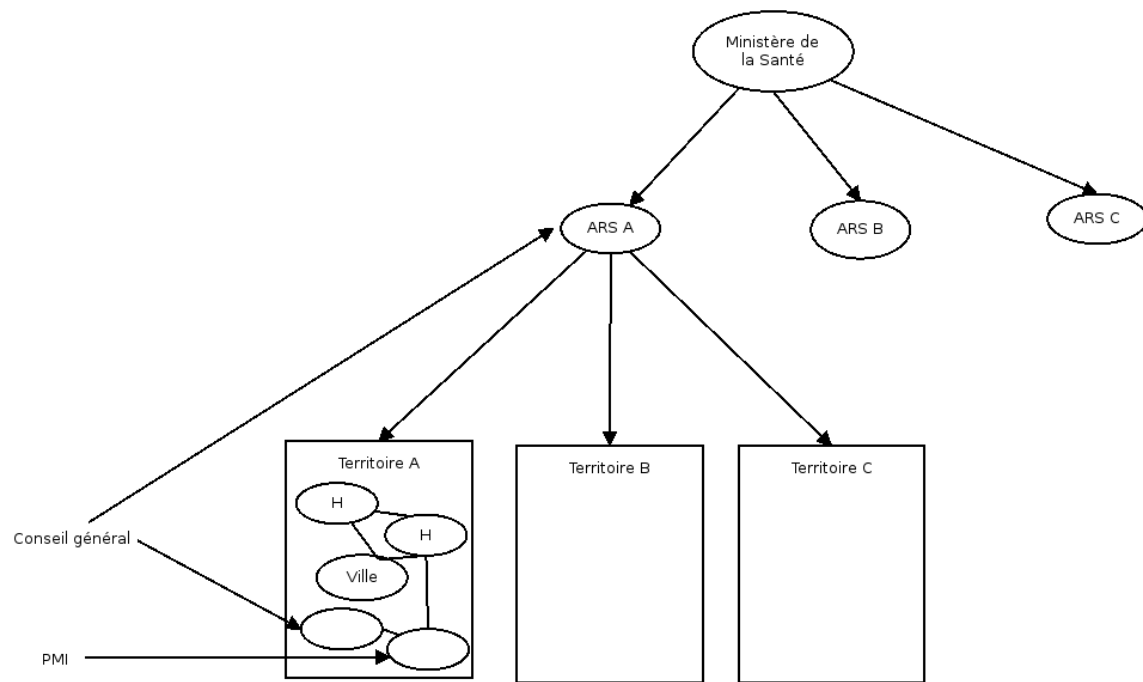 Ministère de
la Santé
ARS A
ARS B
ARS C
Territoire A
Territoire B
Territoire C
H
H
Conseil général
Ville
PMI